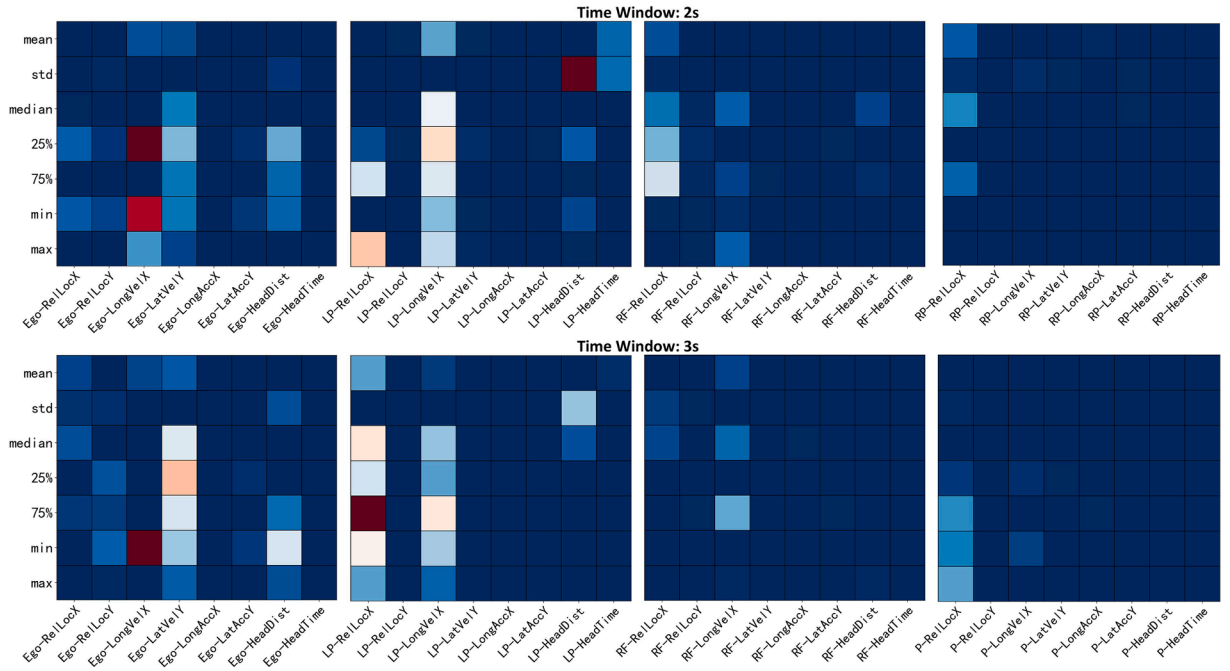 Time Window: 2s
mean
std
median
25%
75%
min
max
Ego-RelLocX
Ego-RelLocY
Ego-LongVelX
Ego-LatVelY
Ego-LongAccX
Ego-LatAccY
Ego-HeadDist
Ego-HeadTime
LP-RelLocX
LP-RelLocY
LP-LongVelX
LP-LatVelY
LP-LongAccX
LP-LatAccY
LP-HeadDist
LP-HeadTime
RF-RelLocX
RF-RelLocY
RF-LongVelX
RF-LatVelY
RF-LongAccX
RF-LatAccY
RF-HeadDist
RF-HeadTime
RP-RelLocX
RP-RelLocY
RP-LongVelX
RP-LatVelY
RP-LongAccX
RP-LatAccY
RP-HeadDist
RP-HeadTime
Time Window: 3s
mean
std
median
25%
75%
min
max
Ego-RelLocX
Ego-RelLocY
Ego-LongVelX
Ego-LatVelY
Ego-LongAccX
Ego-LatAccY
Ego-HeadDist
Ego-HeadTime
LP-RelLocX
LP-RelLocY
LP-LongVelX
LP-LatVelY
LP-LongAccX
LP-LatAccY
LP-HeadDist
LP-HeadTime
RF-RelLocX
RF-RelLocY
RF-LongVelX
RF-LatVelY
RF-LongAccX
RF-LatAccY
RF-HeadDist
RF-HeadTime
P-RelLocX
P-RelLocY
P-LongVelX
P-LatVelY
P-LongAccX
P-LatAccY
P-HeadDist
P-HeadTime